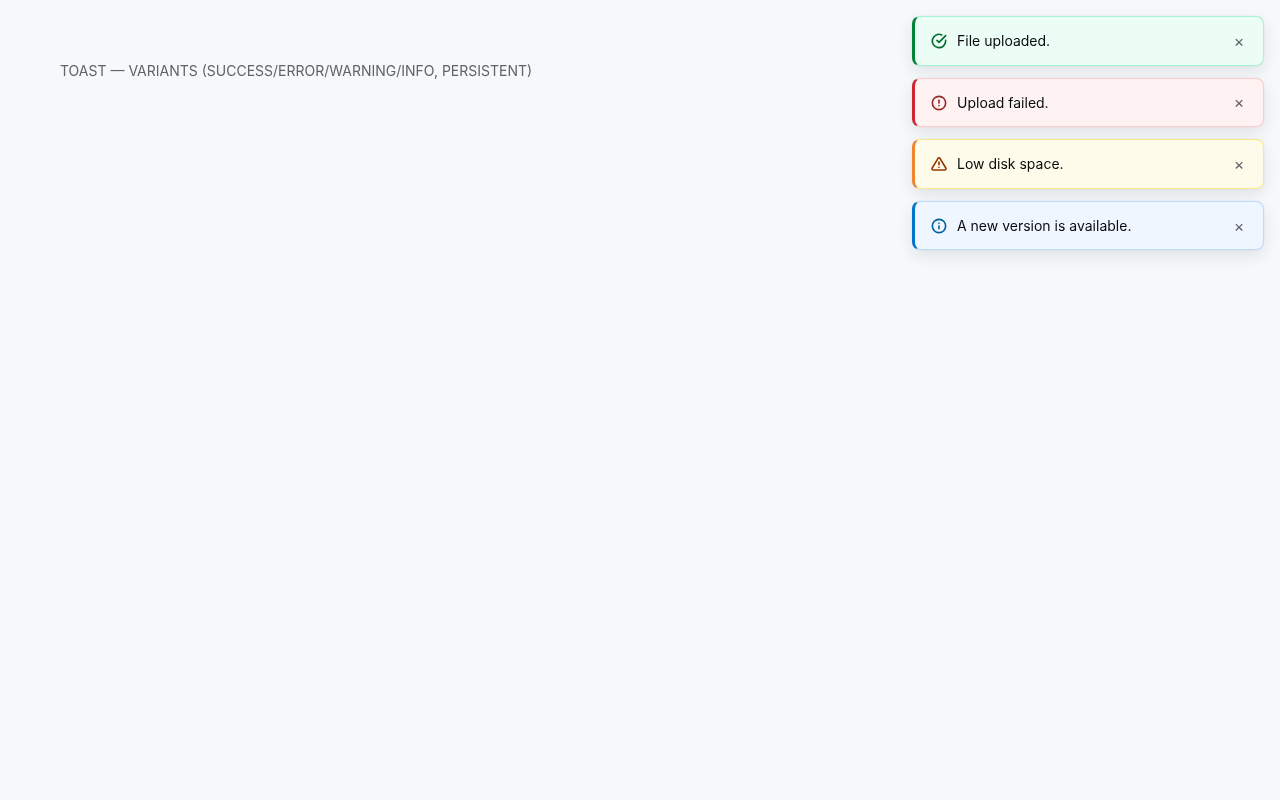 TOAST — VARIANTS (SUCCESS/ERROR/WARNING/INFO, PERSISTENT)
File uploaded.
Upload failed.
Low disk space.
A new version is available.